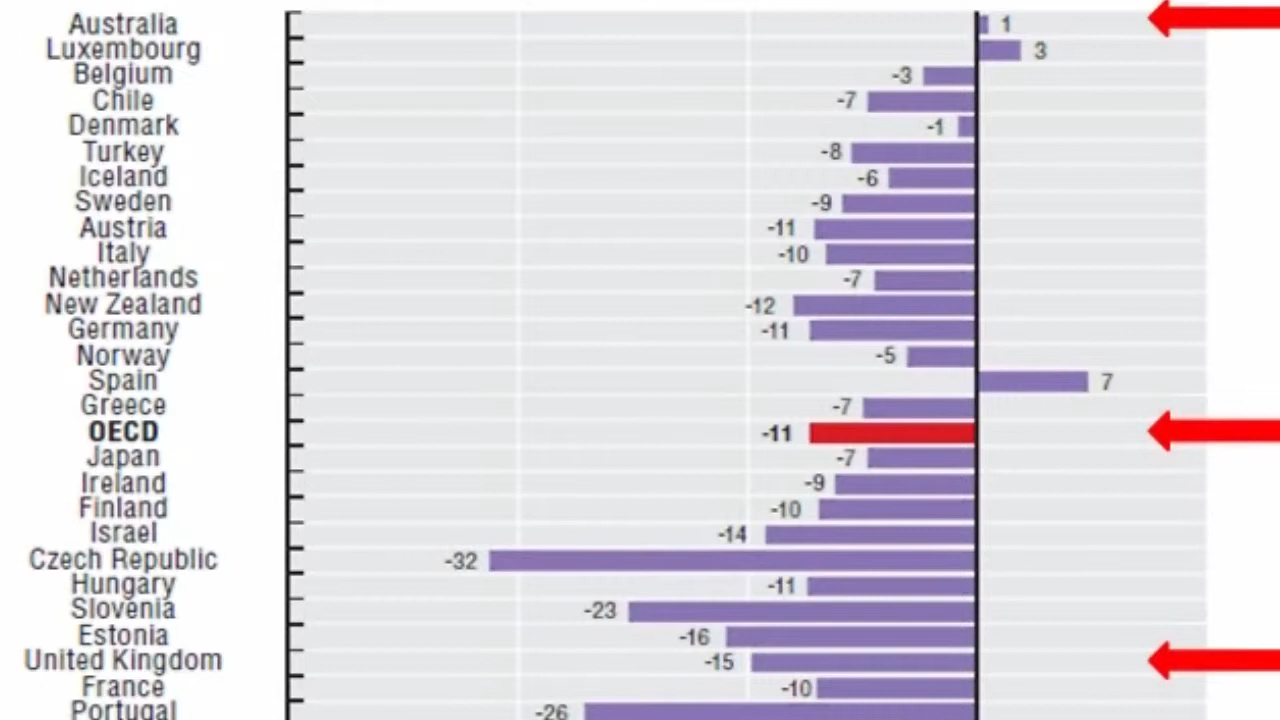 Australia 1
Luxembourg 3
Belgium -3
Chile -7
Denmark -1
Turkey -8
Iceland -6
Sweden -9
Austria -11
Italy -10
Netherlands -7
New Zealand -12
Germany -11
Norway -5
Spain 7
Greece -7
OECD -11
Japan -7
Ireland -9
Finland -10
Israel -14
Czech Republic -32
Hungary -11
Slovenia -23
Estonia -16
United Kingdom -15
France -10
Portugal -26